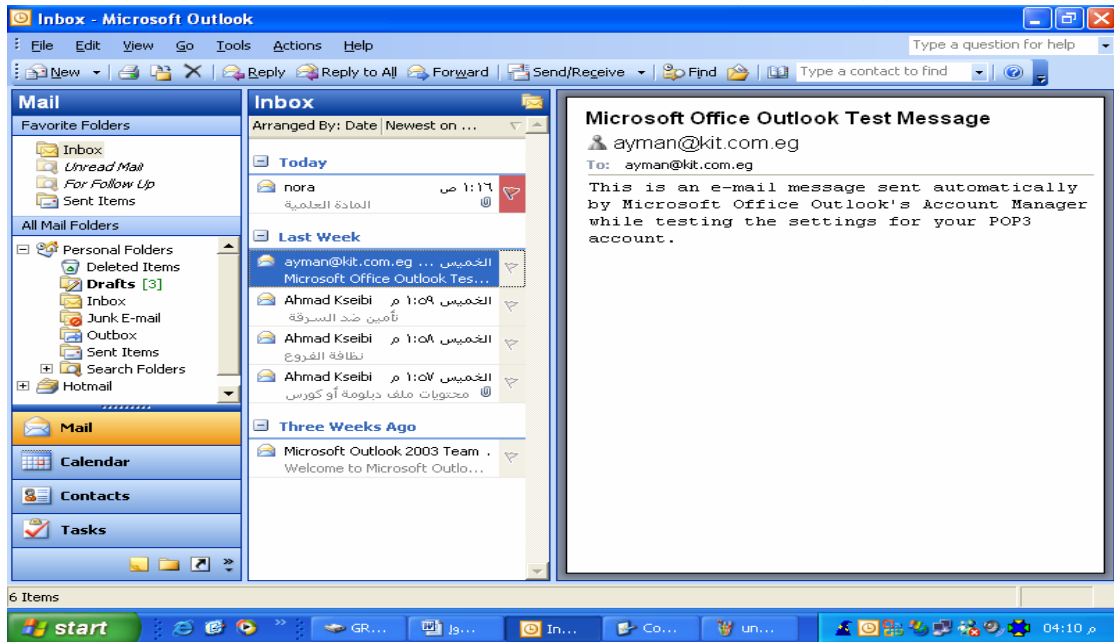 Inbox - Microsoft Outlook
File Edit View Go Tools Actions Help Type a question for help
New Reply Reply to All Forward Send/Receive Find Type a contact to find
Mail
Favorite Folders
Inbox
Unread Mail
For Follow Up
Sent Items
All Mail Folders
Personal Folders
Deleted Items
Drafts [3]
Inbox
Junk E-mail
Outbox
Sent Items
Search Folders
Hotmail
Mail
Calendar
Contacts
Tasks
Inbox
Arranged By: Date Newest on ...
Today
nora ١:١٦ ص
المادة العلمية
Last Week
ayman@kit.com.eg ... الخميس
Microsoft Office Outlook Tes...
Ahmad Kseibi الخميس ١:٥٩ م
تأمين ضد السرقة
Ahmad Kseibi الخميس ١:٥٨ م
نظافة الفروع
Ahmad Kseibi الخميس ١:٥٧ م
محتويات ملف دبلومة أو كورس
Three Weeks Ago
Microsoft Outlook 2003 Team .
Welcome to Microsoft Outlo...
Microsoft Office Outlook Test Message
ayman@kit.com.eg
To: ayman@kit.com.eg
This is an e-mail message sent automatically
by Microsoft Office Outlook's Account Manager
while testing the settings for your POP3
account.
6 Items
start GR... In... Co... un... 04:10 م